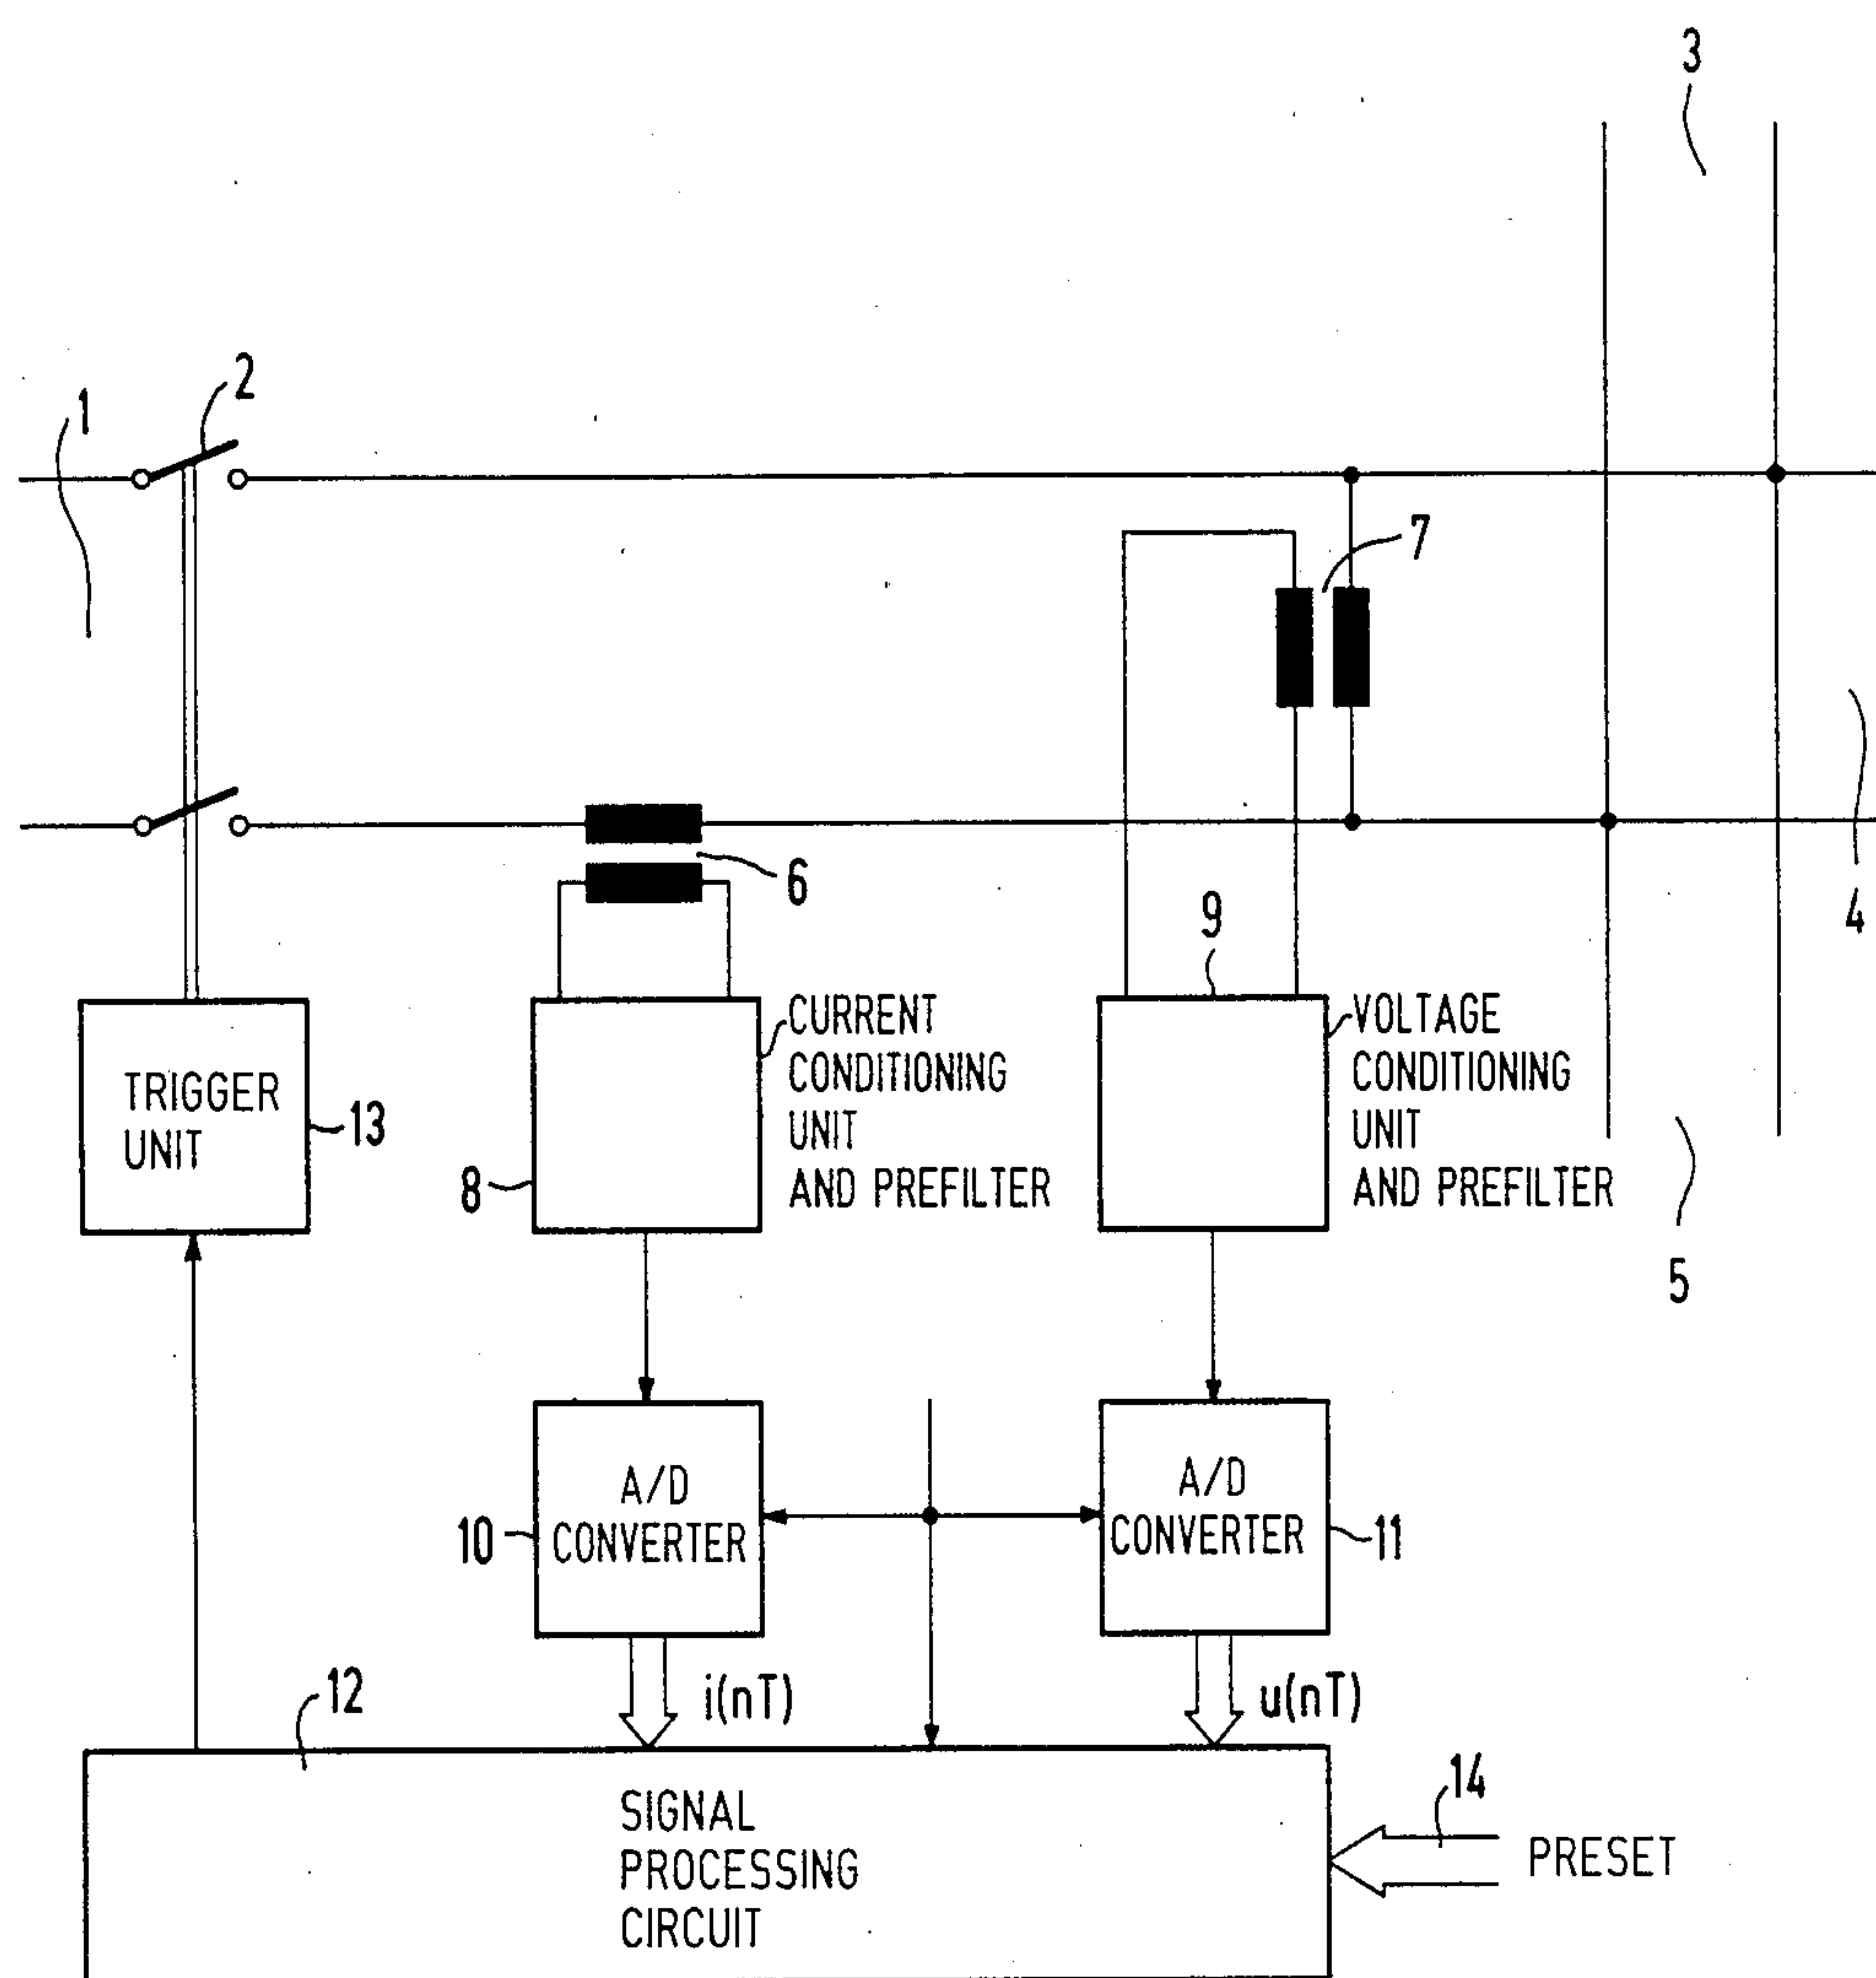 3
2
1
7
6
9
4
CURRENT
CONDITIONING
UNIT
AND PREFILTER
VOLTAGE
CONDITIONING
UNIT
AND PREFILTER
TRIGGER
UNIT
13
8
5
A/D
CONVERTER
10
A/D
CONVERTER
11
i(nT)
u(nT)
12
14
SIGNAL
PROCESSING
CIRCUIT
PRESET